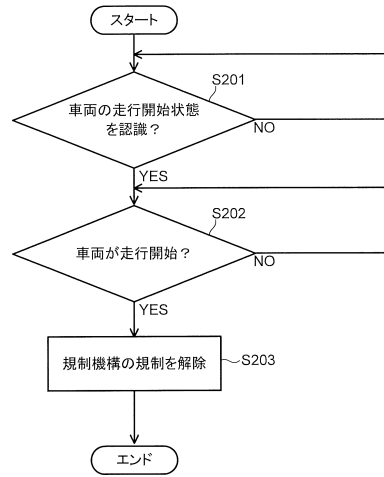 スタート
車両の走行開始状態
を認識？
S201
NO
YES
車両が走行開始？
S202
NO
YES
規制機構の規制を解除
S203
エンド